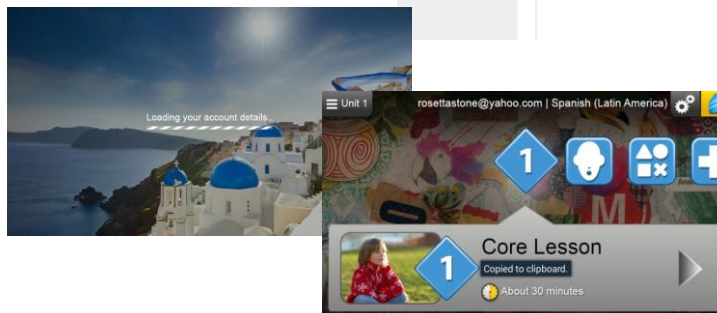 Loading your account details..
Unit 1
rosettastone@yahoo.com | Spanish (Latin America)
1
M
Core Lesson
1
Copied to clipboard.
About 30 minutes